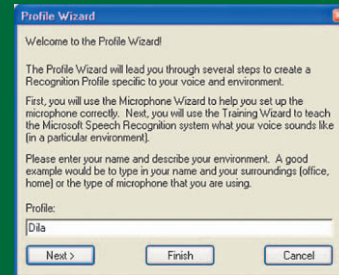 Profile Wizard
Welcome to the Profile Wizard!
The Profile Wizard will lead you through several steps to create a
Recognition Profile specific to your voice and environment.
First, you will use the Microphone Wizard to help you set up the
microphone correctly. Next, you will use the Training Wizard to teach
the Microsoft Speech Recognition system what your voice sounds like
(in a particular environment).
Please enter your name and describe your environment. A good
example would be to type in your name and your surroundings (office,
home) or the type of microphone that you are using.
Profile:
Dila
Next >
Finish
Cancel